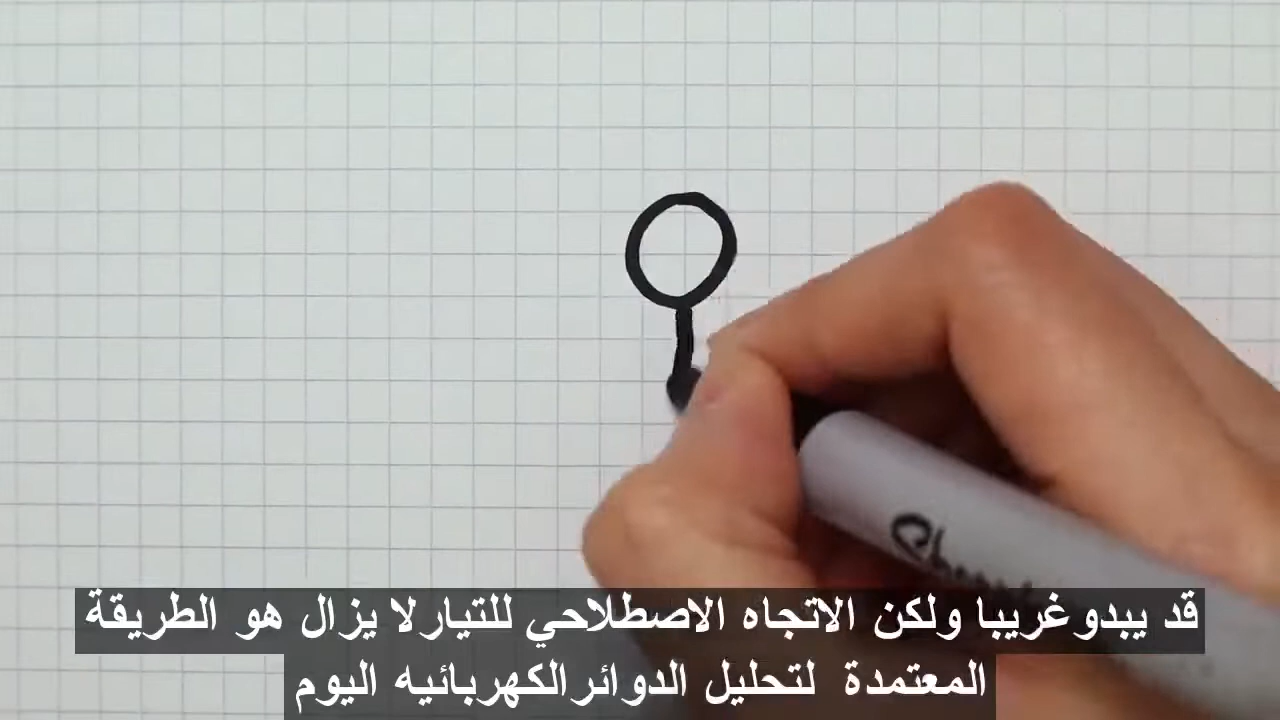 قد يبدوغريبا ولكن الاتجاه الاصطلاحي للتيارلا يزال هو الطريقة
المعتمدة لتحليل الدوائرالكهربائيه اليوم